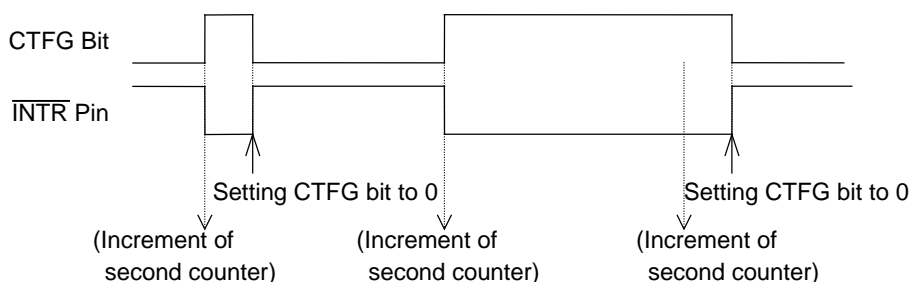 CTFG Bit
INTR Pin
Setting CTFG bit to 0
Setting CTFG bit to 0
(Increment of
second counter)
(Increment of
second counter)
(Increment of
second counter)